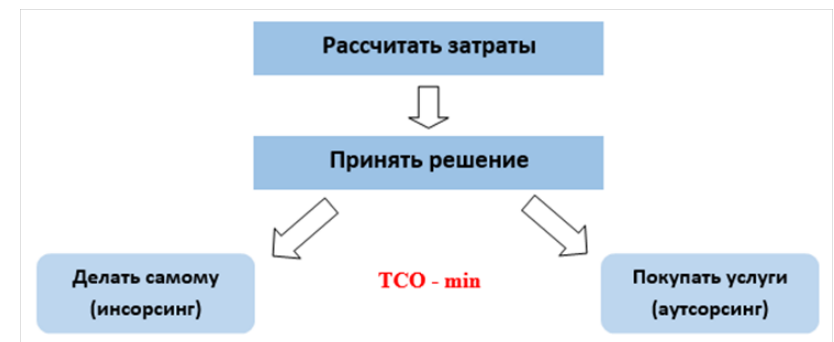 Рассчитать затраты
Принять решение
Делать самому
(инсорсинг)
TCO - min
Покупать услуги
(аутсорсинг)